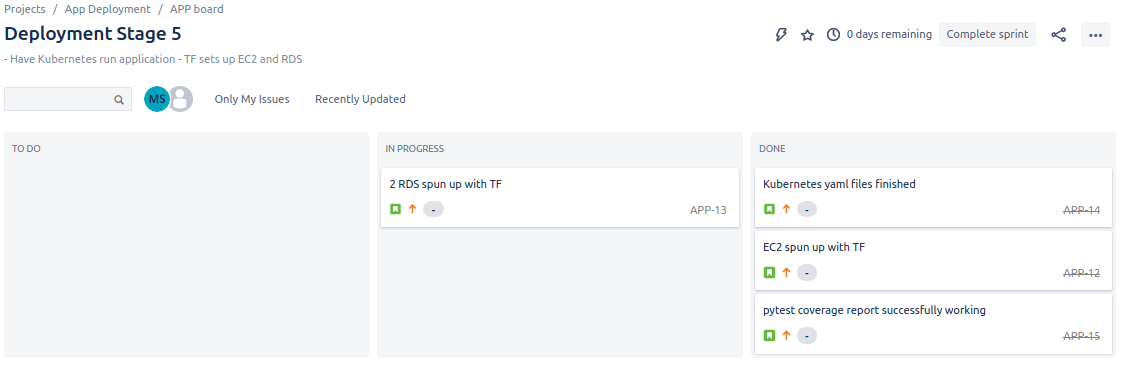 Projects / App Deployment / APP board
Deployment Stage 5
0 days remaining
Complete sprint
- Have Kubernetes run application - TF sets up EC2 and RDS
MS
Only My Issues
Recently Updated
TO DO
IN PROGRESS
2 RDS spun up with TF
-
APP-13
DONE
Kubernetes yaml files finished
-
APP-14
EC2 spun up with TF
-
APP-12
pytest coverage report successfully working
-
APP-15